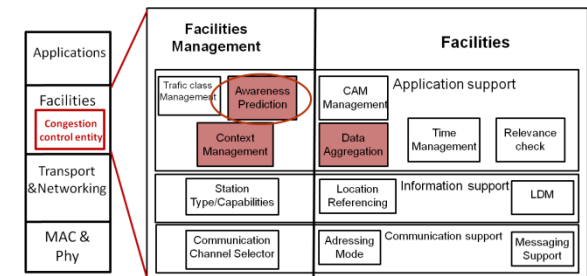 Applications
Facilities
Congestion
control entity
Transport
&Networking
MAC &
Phy
Facilities
Management
Facilities
Trafic class
Management
Awareness
Prediction
Context
Management
CAM
Management
Application support
Data
Aggregation
Time
Management
Relevance
check
Station
Type/Capabilities
Location
Referencing
Information support
LDM
Communication
Channel Selector
Adressing
Mode
Communication support
Messaging
Support